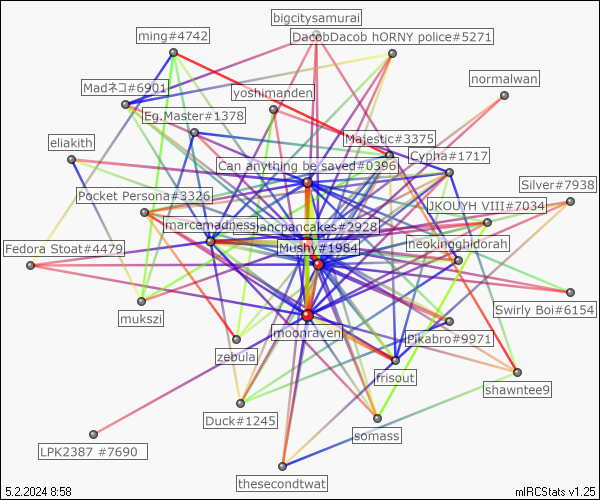 bigcitysamurai
ming#4742
DacobDacob hORNY police#5271
normalwan
Madネコ#6901
yoshimanden
Eg.Master#1378
eliakith
Majestic#3375
Cypha#1717
Can anything be saved#0396
Silver#7938
Pocket Persona#3326
JKOUYH VIII#7034
marcemadness
ancpancakes#2928
Fedora Stoat#4479
Mushy#1984
neokingghidorah
mukszi
Swirly Boi#6154
moonraven
Pikabro#9971
zebula
frisout
shawntee9
Duck#1245
somass
LPK2387 #7690
thesecondtwat
5.2.2024 8:58
mIRCStats v1.25